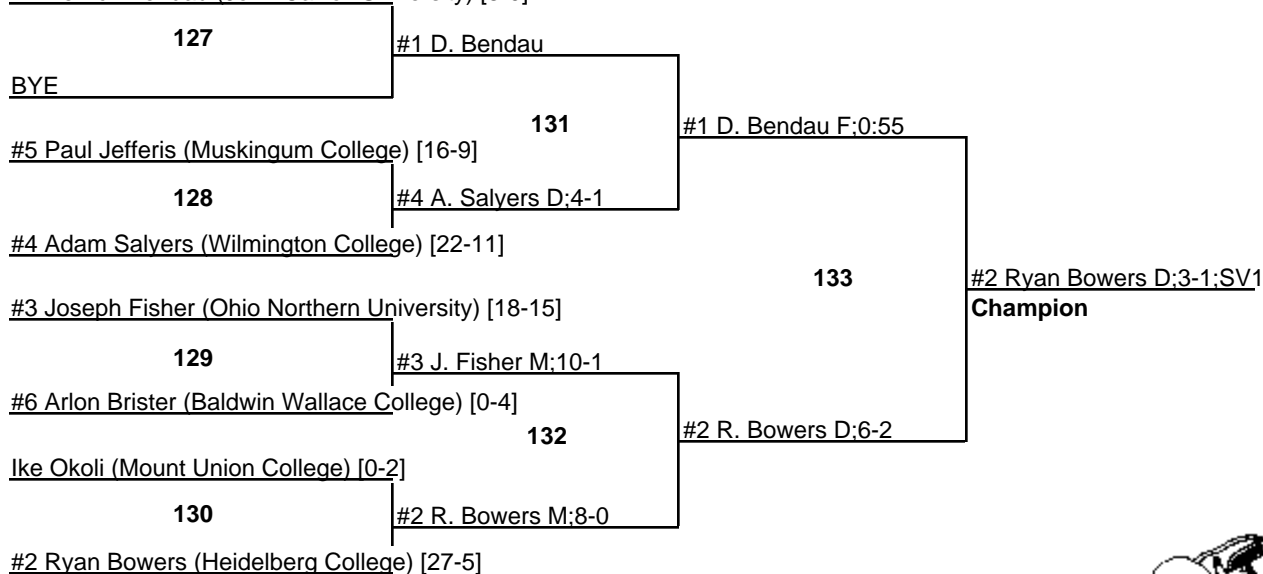 127
#1 D. Bendau
BYE
131
#1 D. Bendau F;0:55
#5 Paul Jefferis (Muskingum College) [16-9]
128
#4 A. Salyers D;4-1
#4 Adam Salyers (Wilmington College) [22-11]
133
#2 Ryan Bowers D;3-1;SV1
Champion
#3 Joseph Fisher (Ohio Northern University) [18-15]
129
#3 J. Fisher M;10-1
#6 Arlon Brister (Baldwin Wallace College) [0-4]
132
#2 R. Bowers D;6-2
Ike Okoli (Mount Union College) [0-2]
130
#2 R. Bowers M;8-0
#2 Ryan Bowers (Heidelberg College) [27-5]